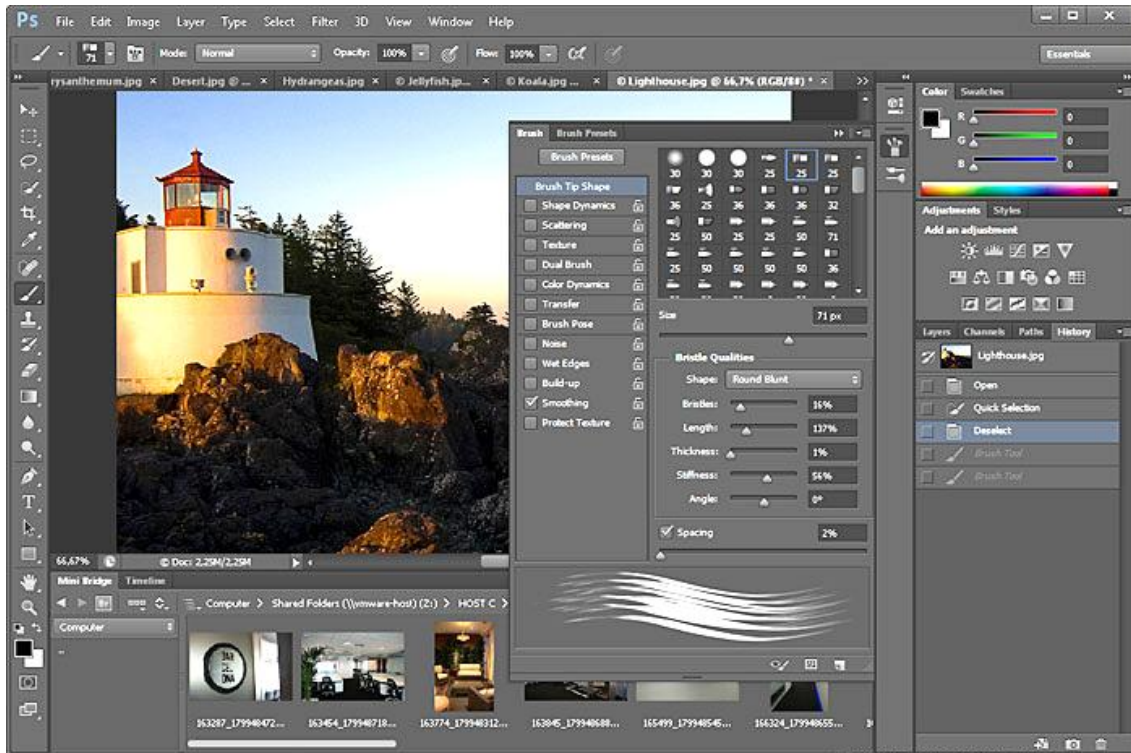 Ps File Edit Image Layer Type Select Filter 3D View Window Help
71 Mode: Normal Opacity: 100% Flow: 100% Essentials
rysanthemum.jpg × Desert.jpg @ ... × Hydrangeas.jpg × © Jellyfish.jp... × © Koala.jpg ... × © Lighthouse.jpg @ 66,7% (RGB/8#) * ×
Brush Brush Presets
Brush Presets
Brush Tip Shape
Shape Dynamics
Scattering
Texture
Dual Brush
Color Dynamics
Transfer
Brush Pose
Noise
Wet Edges
Build-up
Smoothing
Protect Texture
30 30 30 25 25 25
36 25 36 36 36 32
25 50 25 25 50 71
25 50 50 50 50 36
Size 71 px
Bristle Qualities
Shape: Round Blunt
Bristles: 16%
Length: 137%
Thickness: 1%
Stiffness: 56%
Angle: 0°
Spacing 2%
Color Swatches
R 0
G 0
B 0
Adjustments Styles
Add an adjustment
Layers Channels Paths History
Lighthouse.jpg
Open
Quick Selection
Deselect
Brush Tool
Brush Tool
66,67% © Doc: 2,25M/2,25M
Mini Bridge Timeline
Br Computer > Shared Folders (\\vmware-host) (Z:) > HOST C >
Computer
..
163287_179948472... 163454_179948718... 163774_179948312... 163845_179948688... 165499_179948545... 166324_179948655...